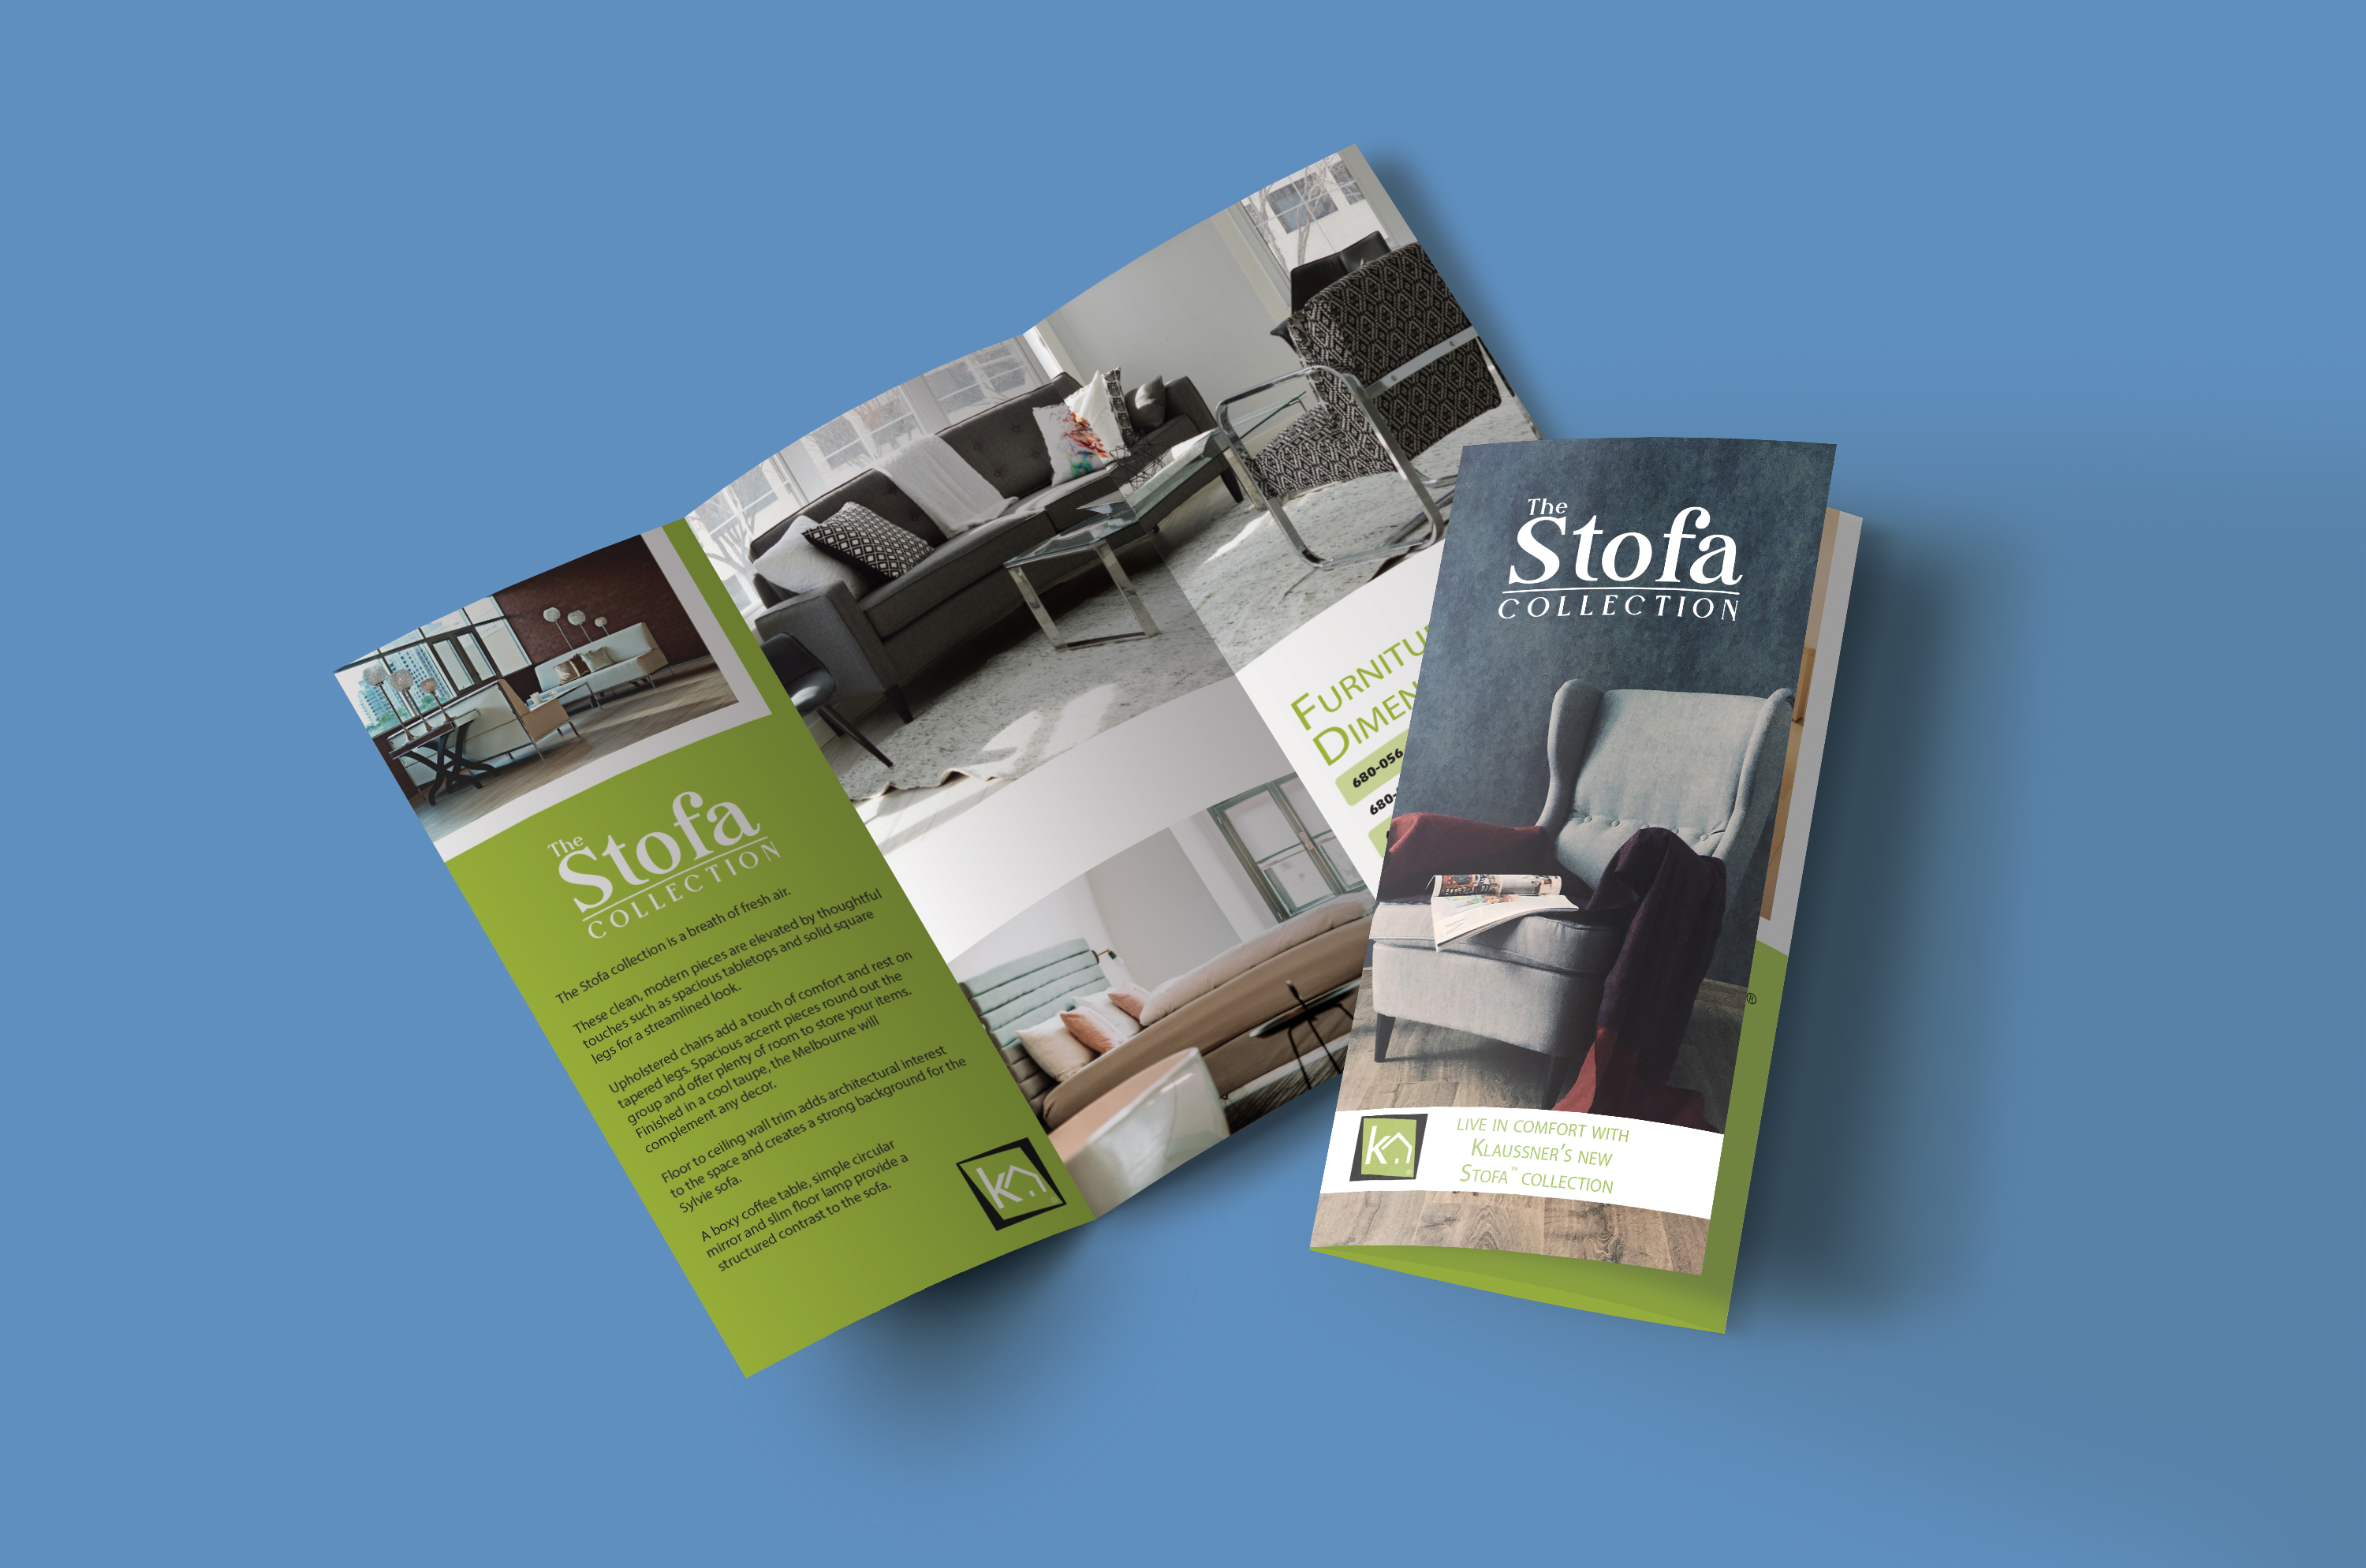 The
Stofa
COLLECTION
The Stofa collection is a breath of fresh air.
These clean, modern pieces are elevated by thoughtful
touches such as spacious tabletops and solid square
legs for a streamlined look.
Upholstered chairs add a touch of comfort and rest on
tapered legs. Spacious accent pieces round out the
group and offer plenty of room to store your items.
Finished in a cool taupe, the Melbourne will
complement any decor.
Floor to ceiling wall trim adds architectural interest
to the space and creates a strong background for the
Sylvie sofa.
A boxy coffee table, simple circular
mirror and slim floor lamp provide a
structured contrast to the sofa.
k
680-056
680-
The
Stofa
COLLECTION
®
k
LIVE IN COMFORT WITH
KLAUSSNER'S NEW
STOFA™ COLLECTION